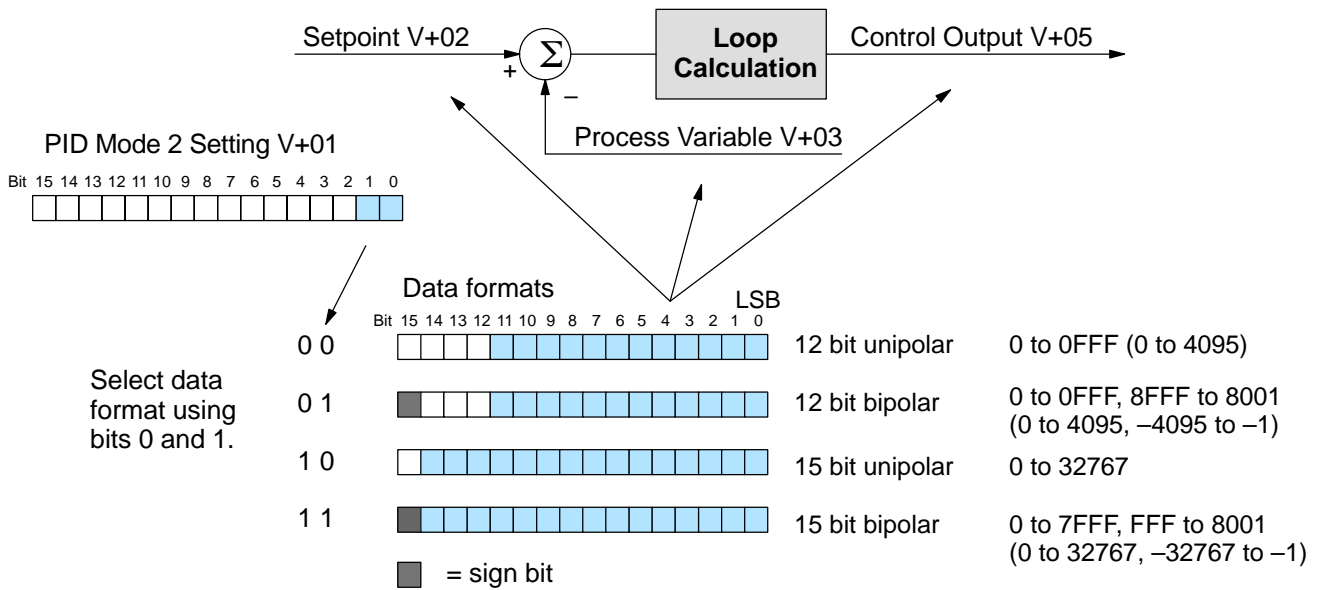 Setpoint V+02
Σ
+
–
Loop
Calculation
Control Output V+05
Process Variable V+03
PID Mode 2 Setting V+01
Bit 15 14 13 12 11 10 9 8 7 6 5 4 3 2 1 0
Data formats
LSB
Bit 15 14 13 12 11 10 9 8 7 6 5 4 3 2 1 0
0 0
12 bit unipolar
0 to 0FFF (0 to 4095)
Select data
format using
bits 0 and 1.
0 1
12 bit bipolar
0 to 0FFF, 8FFF to 8001
(0 to 4095, –4095 to –1)
1 0
15 bit unipolar
0 to 32767
1 1
15 bit bipolar
0 to 7FFF, FFF to 8001
(0 to 32767, –32767 to –1)
= sign bit